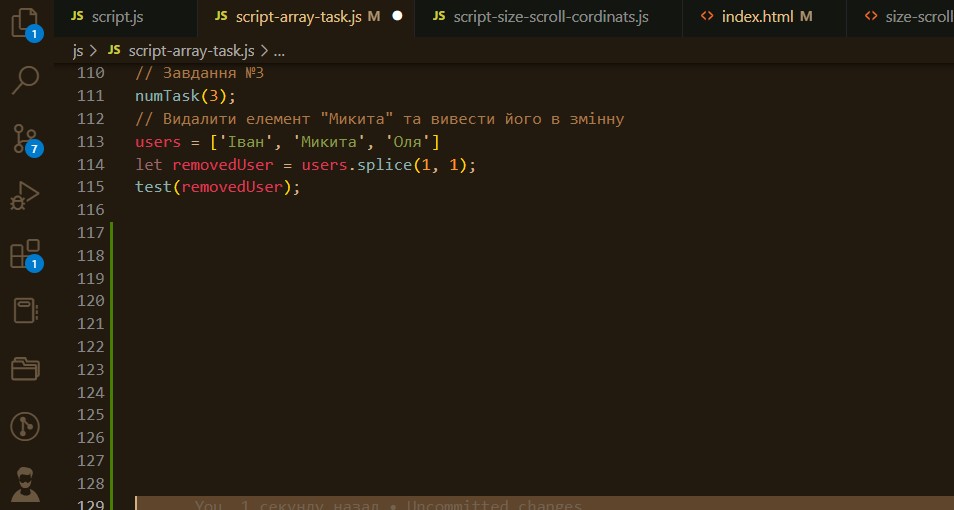 JS script.js JS script-array-task.js M JS script-size-scroll-cordinats.js <> index.html M <> size-scroll
js > JS script-array-task.js > ...
1
110 // Завдання №3
111 numTask(3);
112 // Видалити елемент "Микита" та вивести його в змінну
113 users = ['Іван', 'Микита', 'Оля']
7
114 let removedUser = users.splice(1, 1);
115 test(removedUser);
116
117
118
1
119
120
121
122
123
124
125
126
127
128
129 You, 1 секунду назад • Uncommitted changes